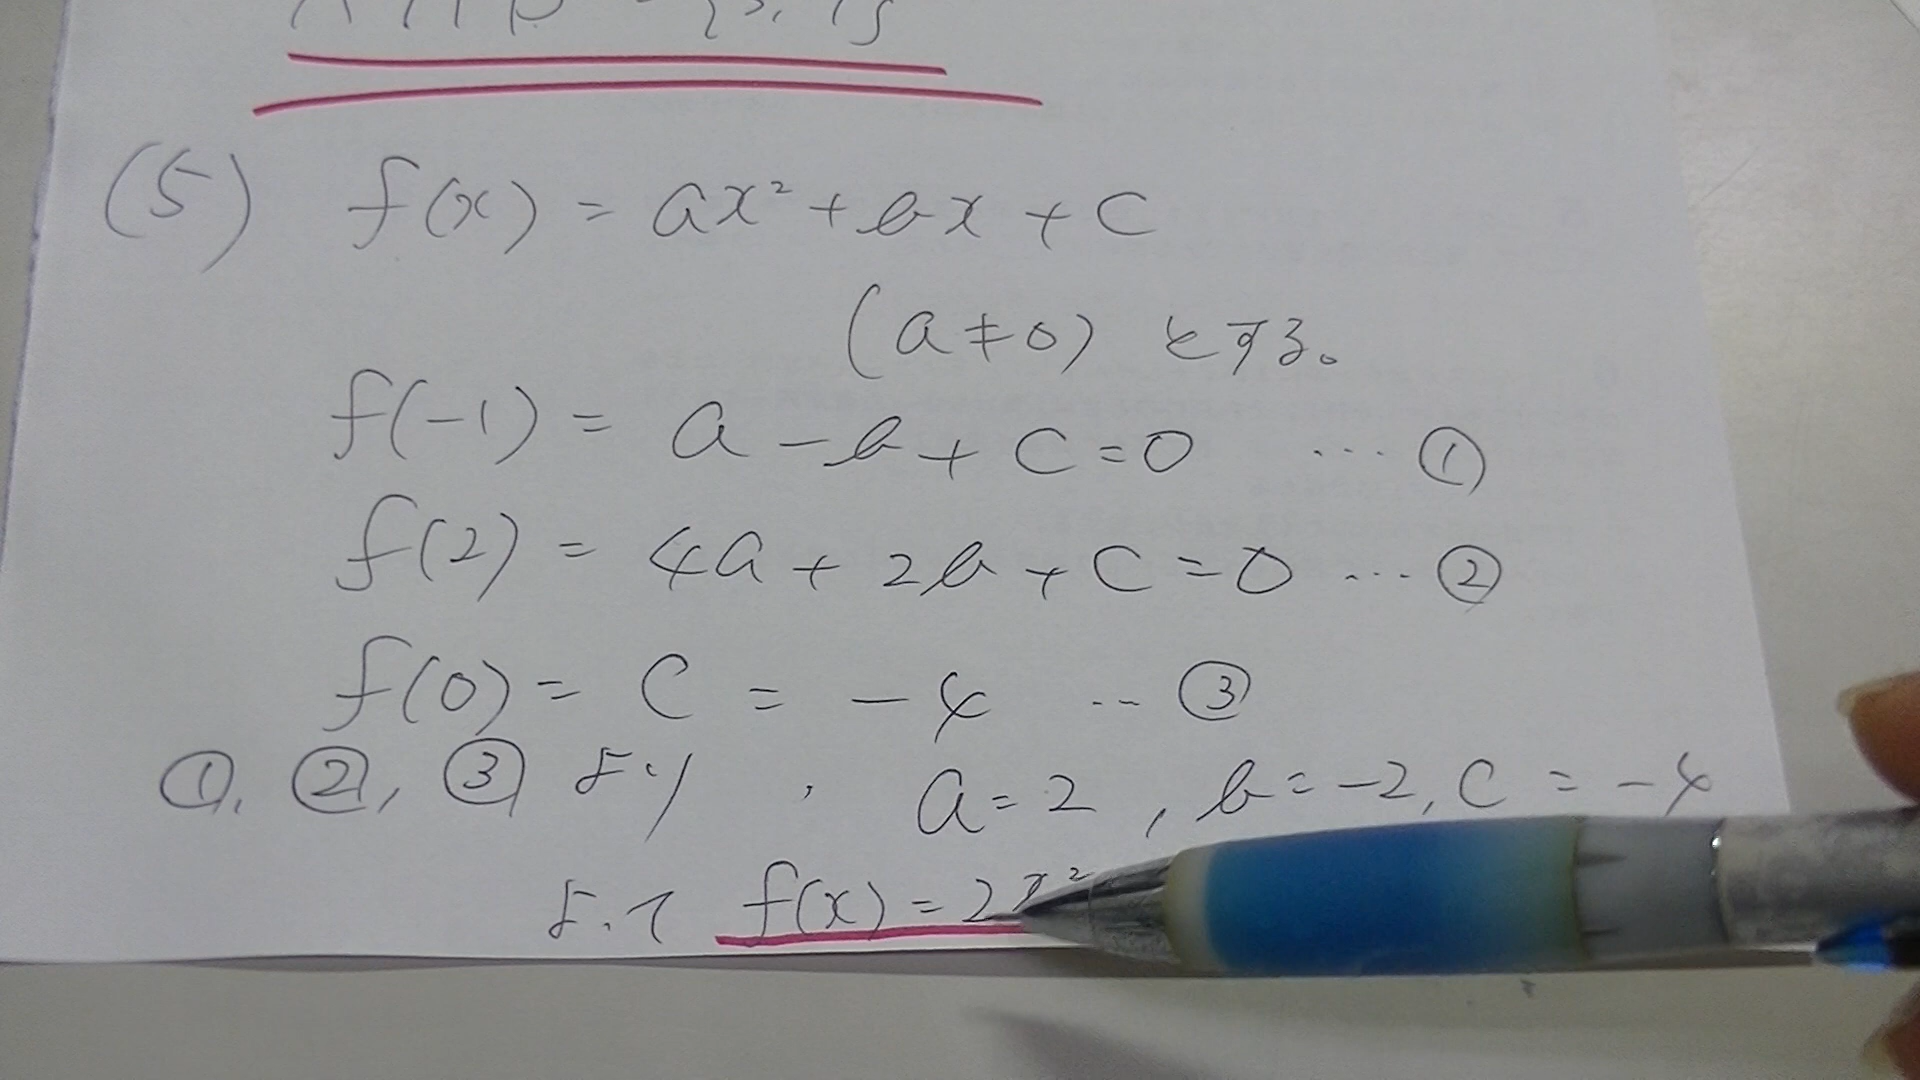 (5) f(x) = ax² + bx + c
(a≠0) とする。
f(-1) = a - b + c = 0 … ①
f(2) = 4a + 2b + c = 0 … ②
f(0) = c = -4 … ③
①, ②, ③ より, a = 2, b = -2, c = -4
よって f(x) = 2x²